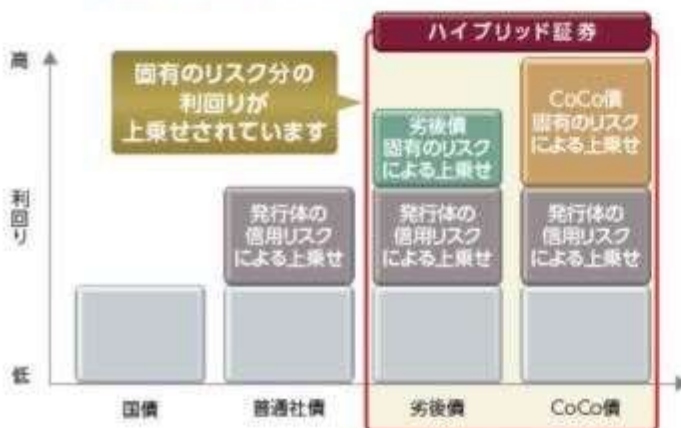 ハイブリッド証券
高
固有のリスク分の
利回りが
上乗せされています
CoCo債
固有のリスク
による上乗せ
劣後債
固有のリスク
による上乗せ
利回り
発行体の
信用リスク
による上乗せ
発行体の
信用リスク
による上乗せ
発行体の
信用リスク
による上乗せ
低
国債
普通社債
劣後債
CoCo債